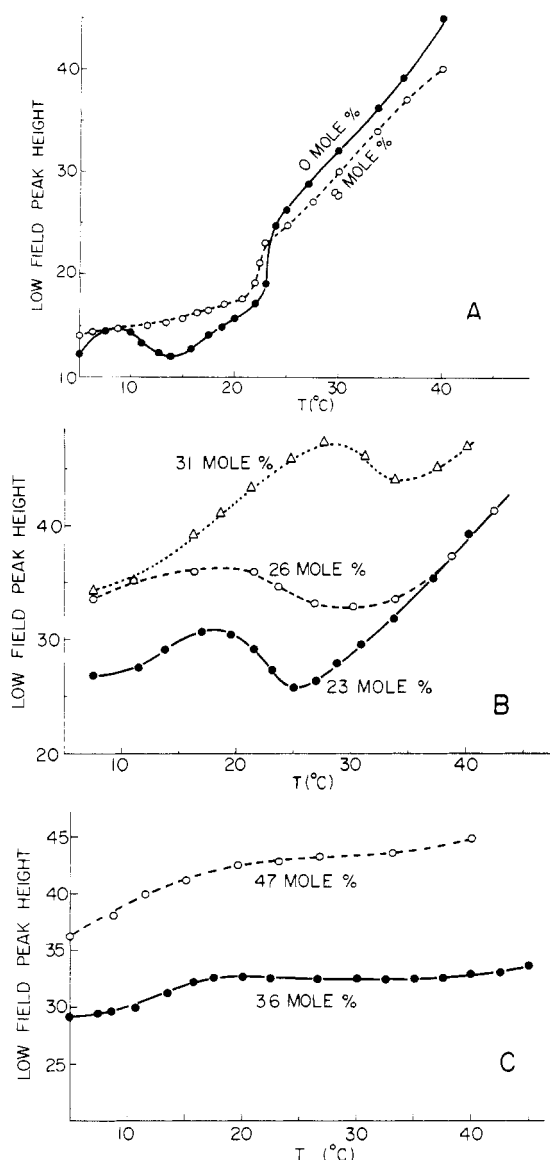 40
30
20
10
LOW FIELD PEAK HEIGHT
0 MOLE %
8 MOLE %
A
10 20 30 40
T(°C)
31 MOLE %
26 MOLE %
23 MOLE %
B
40
30
20
LOW FIELD PEAK HEIGHT
10 20 30 40
T(°C)
45
40
35
30
25
LOW FIELD PEAK HEIGHT
47 MOLE %
36 MOLE %
C
10 20 30 40
T (°C)